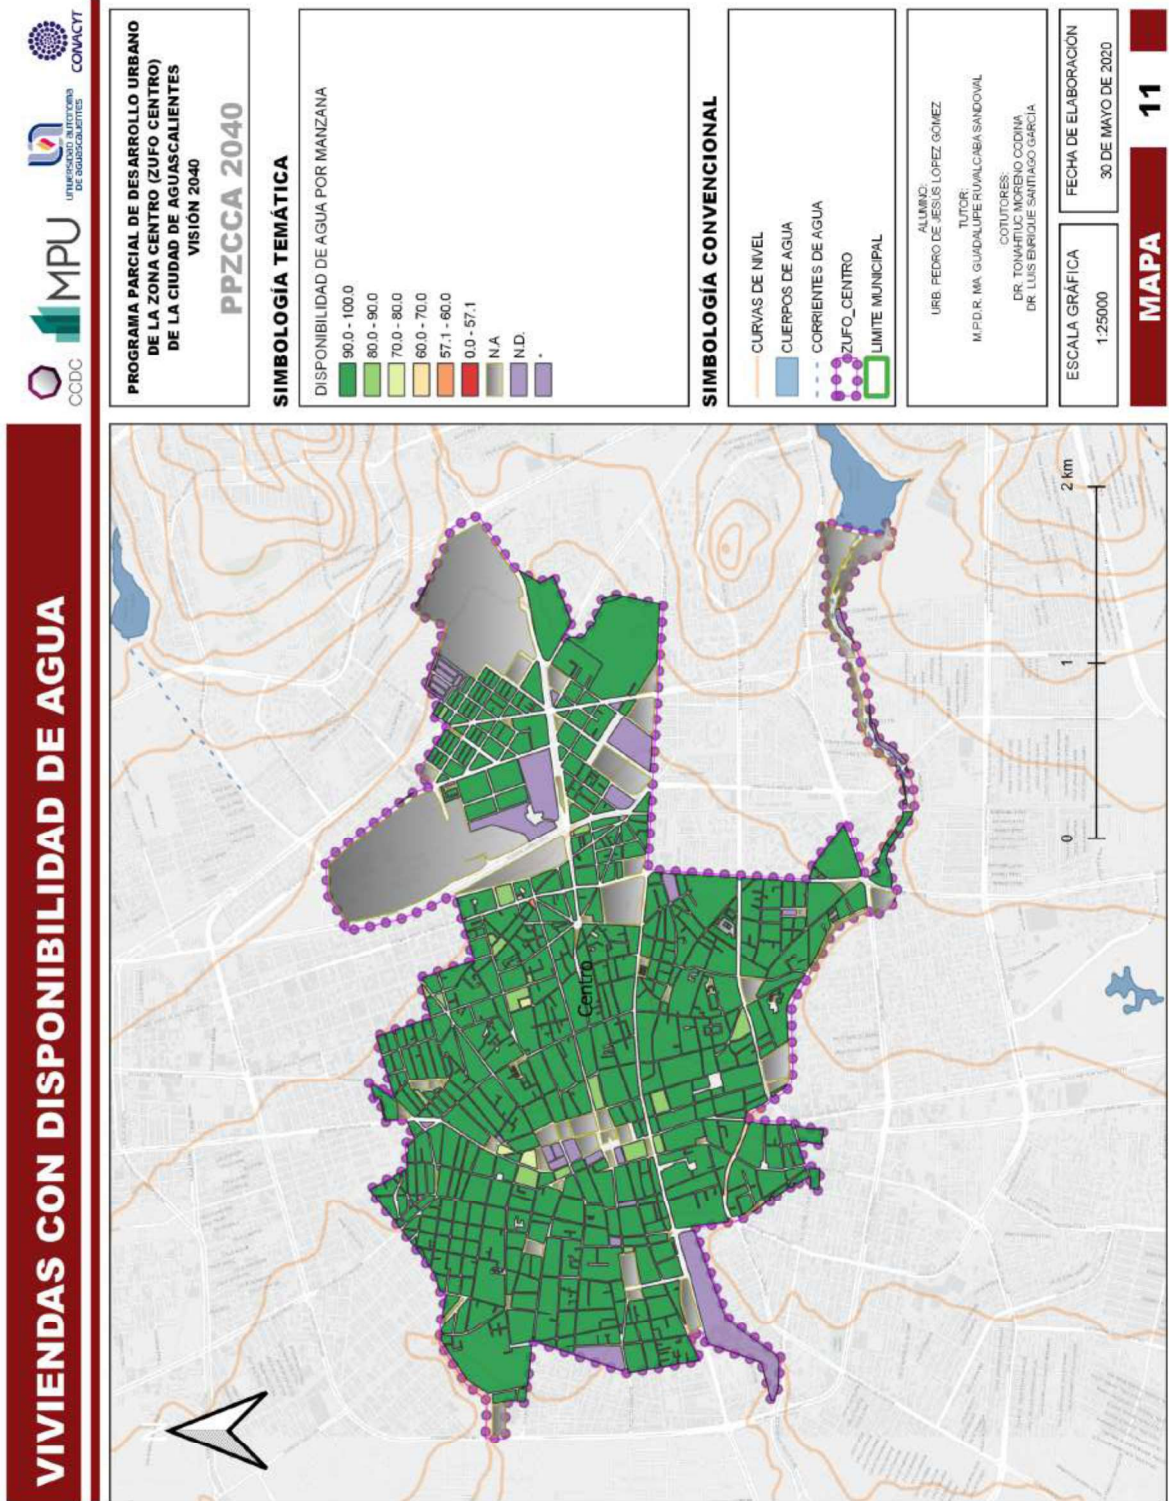 VIVIENDAS CON DISPONIBILIDAD DE AGUA
CCDC
IMPU
UNIVERSIDAD AUTONOMA
DE AGUASCALIENTES
CONACYT
PROGRAMA PARCIAL DE DESARROLLO URBANO
DE LA ZONA CENTRO (ZUFO CENTRO)
DE LA CIUDAD DE AGUASCALIENTES
VISIÓN 2040
PPZCCA 2040
SIMBOLOGÍA TEMÁTICA
DISPONIBILIDAD DE AGUA POR MANZANA
90.0 - 100.0
80.0 - 90.0
70.0 - 80.0
60.0 - 70.0
57.1 - 60.0
0.0 - 57.1
N.A
N.D.
*
SIMBOLOGÍA CONVENCIONAL
CURVAS DE NIVEL
CUERPOS DE AGUA
CORRIENTES DE AGUA
ZUFO_CENTRO
LIMITE MUNICIPAL
ALUMNO:
URB. PEDRO DE JESUS LOPEZ GÓMEZ
TUTOR:
M.P.D.R. MA. GUADALUPE RUVALCABA SANDOVAL
COTUTORES:
DR. TONAHTIUC MORENO CODINA
DR. LUIS ENRIQUE SANTIAGO GARCÍA
ESCALA GRÁFICA
1:25000
FECHA DE ELABORACIÓN
30 DE MAYO DE 2020
MAPA
11
Centro
0
1
2 km